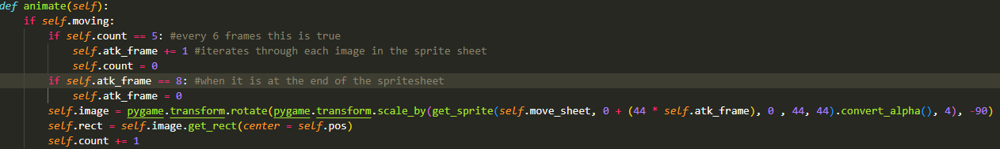 def animate(self):
    if self.moving:
        if self.count == 5: #every 6 frames this is true
            self.atk_frame += 1 #iterates through each image in the sprite sheet
            self.count = 0
        if self.atk_frame == 8: #when it is at the end of the spritesheet
            self.atk_frame = 0
        self.image = pygame.transform.rotate(pygame.transform.scale_by(get_sprite(self.move_sheet, 0 + (44 * self.atk_frame), 0 , 44, 44).convert_alpha(), 4), -90)
        self.rect = self.image.get_rect(center = self.pos)
        self.count += 1